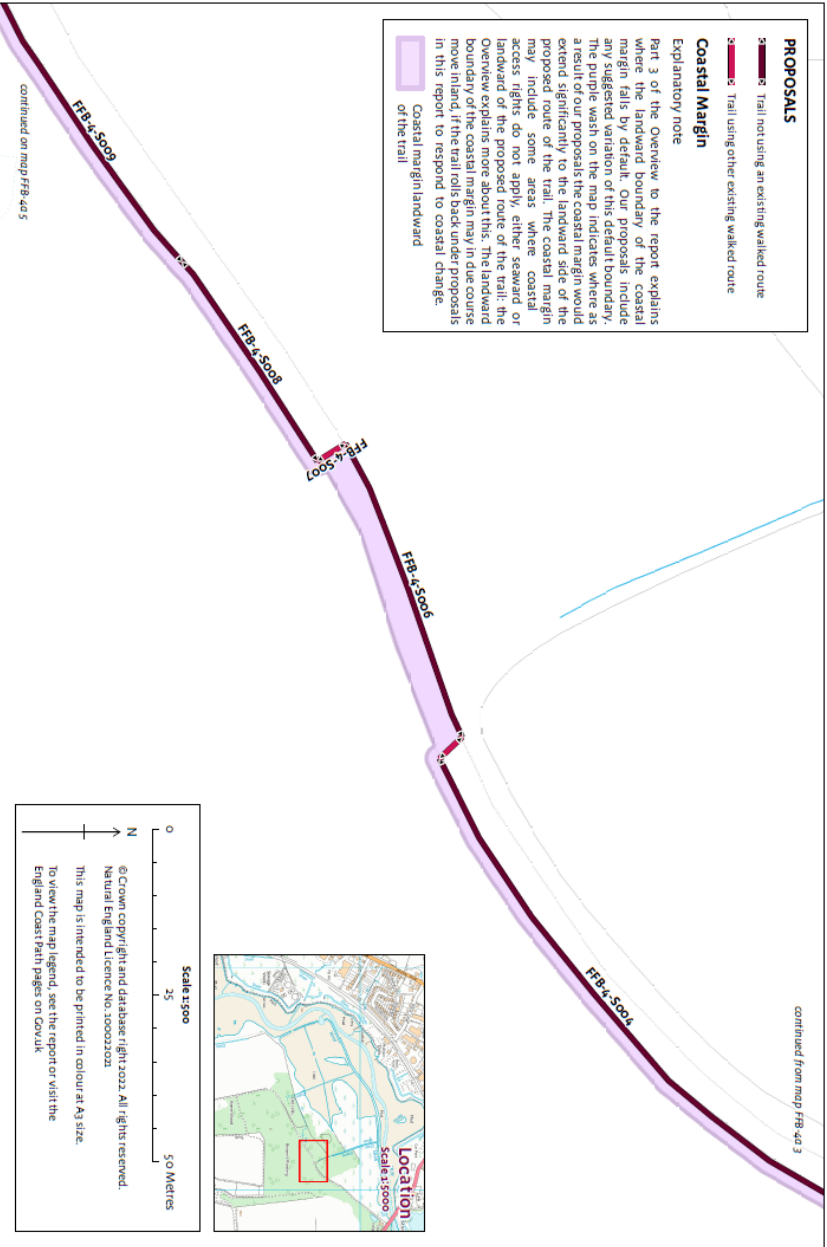 PROPOSALS
Trail not using an existing walked route
Trail using other existing walked route
Coastal Margin
Explanatory note
Part 3 of the Overview to the report explains
where the landward boundary of the coastal
margin falls by default. Our proposals include
any suggested variation of this default boundary.
The purple wash on the map indicates where as
a result of our proposals the coastal margin would
extend significantly to the landward side of the
proposed route of the trail. The coastal margin
may include some areas where coastal
access rights do not apply, either seaward or
landward of the proposed route of the trail: the
Overview explains more about this. The landward
boundary of the coastal margin may in due course
move inland, if the trail rolls back under proposals
in this report to respond to coastal change.
Coastal margin landward
of the trail
continued from map FFB-4a 3
FFB-4-S004
FFB-4-S006
FFB-4-S007
FFB-4-S008
FFB-4-S009
continued on map FFB-4a 5
Location
Scale 1:5000
Scale 1:500
0 25 50 Metres
N
© Crown copyright and database right 2022. All rights reserved.
Natural England Licence No. 100022021
This map is intended to be printed in colour at A3 size.
To view the map legend, see the report or visit the
England Coast Path pages on Gov.uk